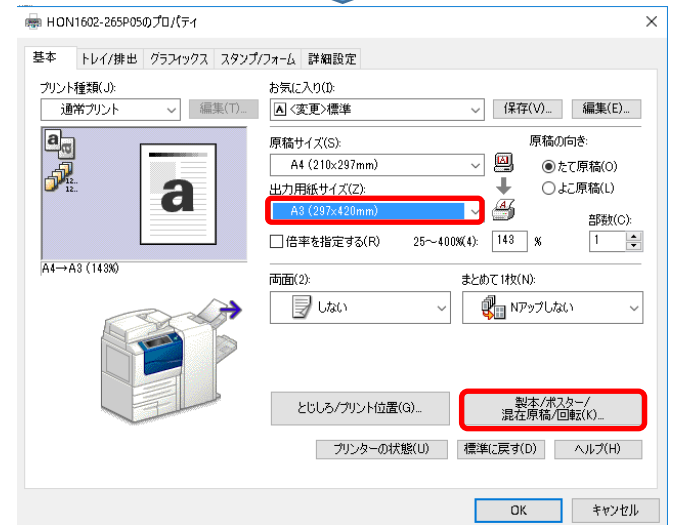 HON1602-265P05のプロパティ
基本 トレイ/排出 グラフィックス スタンプ/フォーム 詳細設定
プリント種類(J):
通常プリント 編集(T)...
お気に入り(I):
<変更>標準 保存(V)... 編集(E)...
原稿サイズ(S):
A4 (210x297mm)
原稿の向き:
たて原稿(O)
よこ原稿(L)
出力用紙サイズ(Z):
A3 (297x420mm)
部数(C):
倍率を指定する(R) 25~400%(4): 143 % 1
a
12..
12..
a
A4→A3 (143%)
両面(2):
しない
まとめて1枚(N):
Nアップしない
とじしろ/プリント位置(G)...
製本/ポスター/
混在原稿/回転(K)...
プリンターの状態(U) 標準に戻す(D) ヘルプ(H)
OK キャンセル